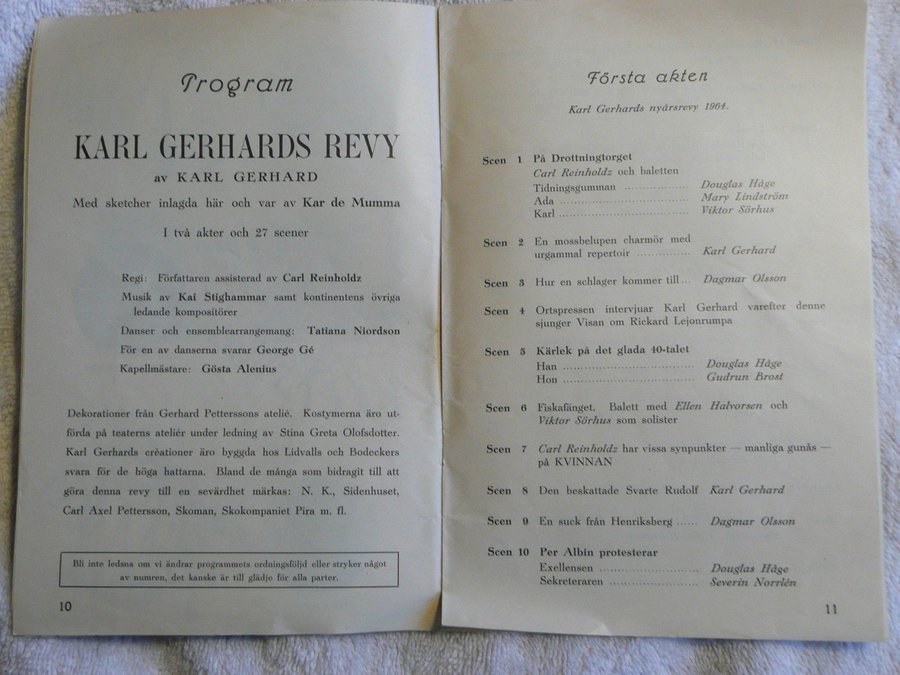 Program
KARL GERHARDS REVY
av KARL GERHARD
Med sketcher inlagda här och var av Kar de Mumma
I två akter och 27 scener
Regi: Författaren assisterad av Carl Reinholdz
Musik av Kai Stighammar samt kontinentens övriga
ledande kompositörer
Danser och ensemblearrangemang: Tatiana Niordson
För en av danserna svarar George Gé
Kapellmästare: Gösta Alenius
Dekorationer från Gerhard Petterssons atelié. Kostymerna äro ut-
förda på teaterns ateliér under ledning av Stina Greta Olofsdotter.
Karl Gerhards créationer äro byggda hos Lidvalls och Bodeckers
svara för de höga hattarna. Bland de många som bidragit till att
göra denna revy till en sevärdhet märkas: N. K., Sidenhuset,
Carl Axel Pettersson, Skoman, Skokompaniet Pira m. fl.
Bli inte ledsna om vi ändrar programmets ordningsföljd eller stryker något
av numren, det kanske är till glädje för alla parter.
10
Första akten
Karl Gerhards nyårsrevy 1964.
Scen 1 På Drottningtorget
Carl Reinholdz och baletten
Tidningsgumman ............... Douglas Håge
Ada ............................... Mary Lindström
Karl .............................. Viktor Sörhus
Scen 2 En mossbelupen charmör med
urgammal repertoir ............ Karl Gerhard
Scen 3 Hur en schlager kommer till... Dagmar Olsson
Scen 4 Ortspressen intervjuar Karl Gerhard varefter denne
sjunger Visan om Rickard Lejonrumpa
Scen 5 Kärlek på det glada 40-talet
Han .............................. Douglas Håge
Hon .............................. Gudrun Brost
Scen 6 Fiskafänget. Balett med Ellen Halvorsen och
Viktor Sörhus som solister
Scen 7 Carl Reinholdz har vissa synpunkter — manliga gunås —
på KVINNAN
Scen 8 Den beskattade Svarte Rudolf Karl Gerhard
Scen 9 En suck från Henriksberg ...... Dagmar Olsson
Scen 10 Per Albin protesterar
Exellensen ...................... Douglas Håge
Sekreteraren .................... Severin Norrlén
11